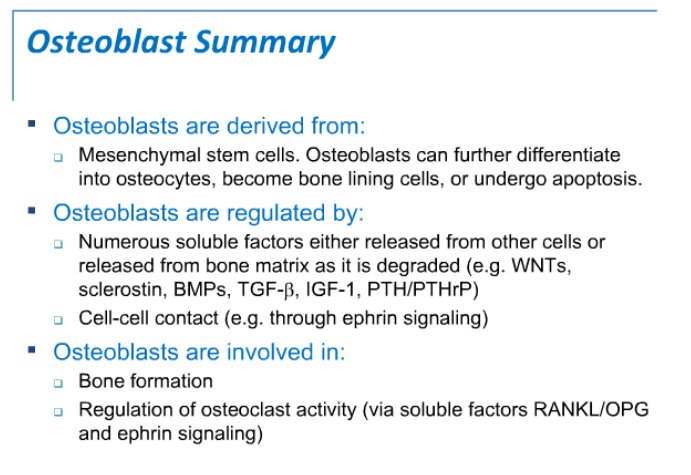 Osteoblast Summary
Osteoblasts are derived from:
Mesenchymal stem cells. Osteoblasts can further differentiate
into osteocytes, become bone lining cells, or undergo apoptosis.
Osteoblasts are regulated by:
Numerous soluble factors either released from other cells or
released from bone matrix as it is degraded (e.g. WNTs,
sclerostin, BMPs, TGF-β, IGF-1, PTH/PTHrP)
Cell-cell contact (e.g. through ephrin signaling)
Osteoblasts are involved in:
Bone formation
Regulation of osteoclast activity (via soluble factors RANKL/OPG
and ephrin signaling)